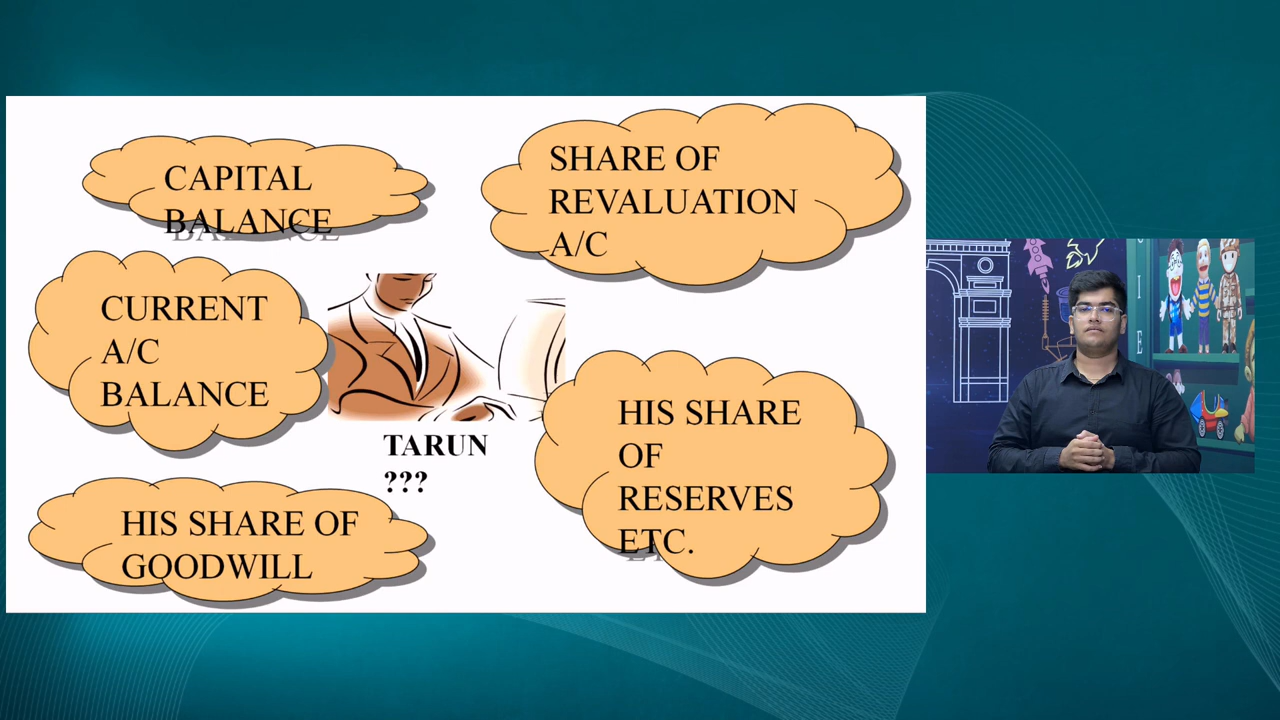 CAPITAL
BALANCE
SHARE OF
REVALUATION
A/C
CURRENT
A/C
BALANCE
TARUN
???
HIS SHARE
OF
RESERVES
ETC.
HIS SHARE OF
GOODWILL
I
E